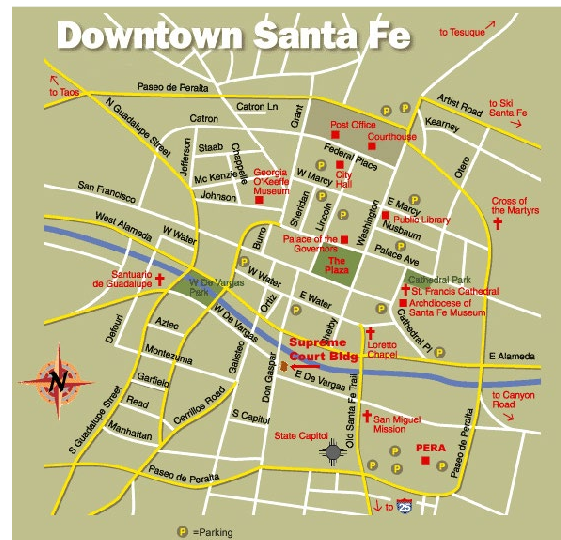 Downtown Santa Fe
to Tesuque
to Taos
Paseo de Peralta
N Guadalupe Street
Catron Ln
Grant
Artist Road
to Ski
Santa Fe
Catron
Kearney
Post Office
Courthouse
Otero
Jefferson
Staab
Chappelle
Mc Kenzie
Johnson
Georgia
O'Keeffe
Museum
Federal Place
W Marcy
City
Hall
San Francisco
Sheridan
Lincoln
Washington
E Marcy
Public Library
Nusbaum
Cross of
the Martyrs
West Alameda
W Water
Burro
Palace of the
Governors
The
Plaza
Palace Ave
Santuario
de Guadalupe
W De Vargas
Park
W Water
Ortiz
E Water
Cathedral Park
St. Francis Cathedral
Archdiocese of
Santa Fe Museum
Cathedral Pl
Defouri
Aztec
W De Vargas
Galisteo
Supreme
Court Bldg
Loretto
Chapel
E Alameda
N
Montezuma
Garfield
Read
Manhattan
Cerrillos Road
S Guadalupe Street
Don Gaspar
E De Vargas
S Capitol
Old Santa Fe Trail
to Canyon
Road
San Miguel
Mission
State Capitol
PERA
Paseo de Peralta
Paseo de Peralta
to 25
P =Parking